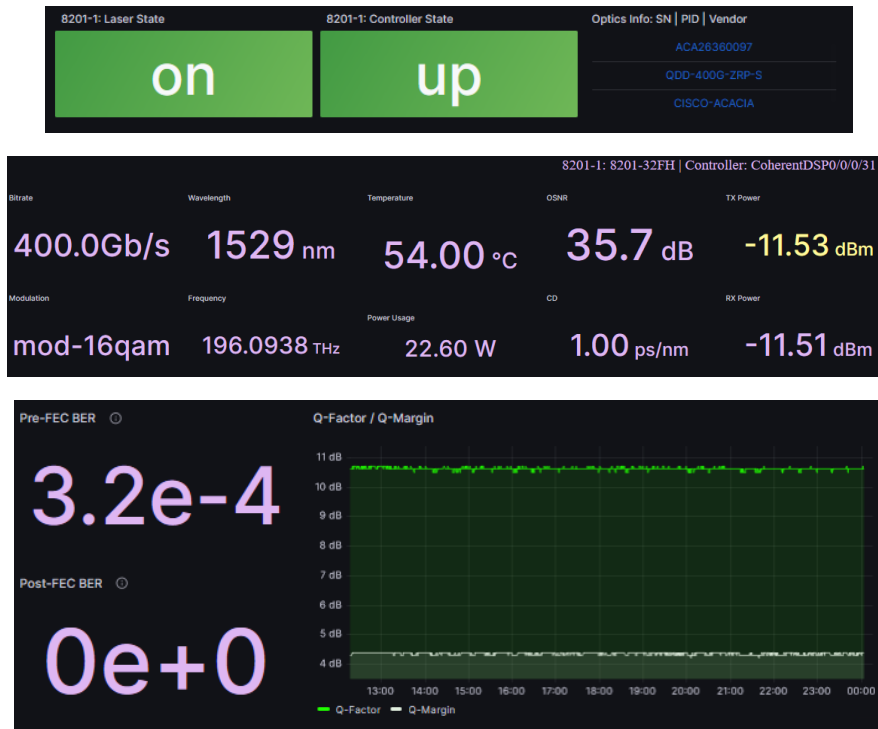 8201-1: Laser State
8201-1: Controller State
Optics Info: SN | PID | Vendor
on
up
ACA26360097
QDD-400G-ZRP-S
CISCO-ACACIA
8201-1: 8201-32FH | Controller: CoherentDSP0/0/0/31
Bitrate
Wavelength
Temperature
OSNR
TX Power
400.0Gb/s
1529 nm
54.00 °C
35.7 dB
-11.53 dBm
Modulation
Frequency
Power Usage
CD
RX Power
mod-16qam
196.0938 THz
22.60 W
1.00 ps/nm
-11.51 dBm
Pre-FEC BER
3.2e-4
Post-FEC BER
0e+0
Q-Factor / Q-Margin
11 dB
10 dB
9 dB
8 dB
7 dB
6 dB
5 dB
4 dB
13:00 14:00 15:00 16:00 17:00 18:00 19:00 20:00 21:00 22:00 23:00 00:00
Q-Factor Q-Margin